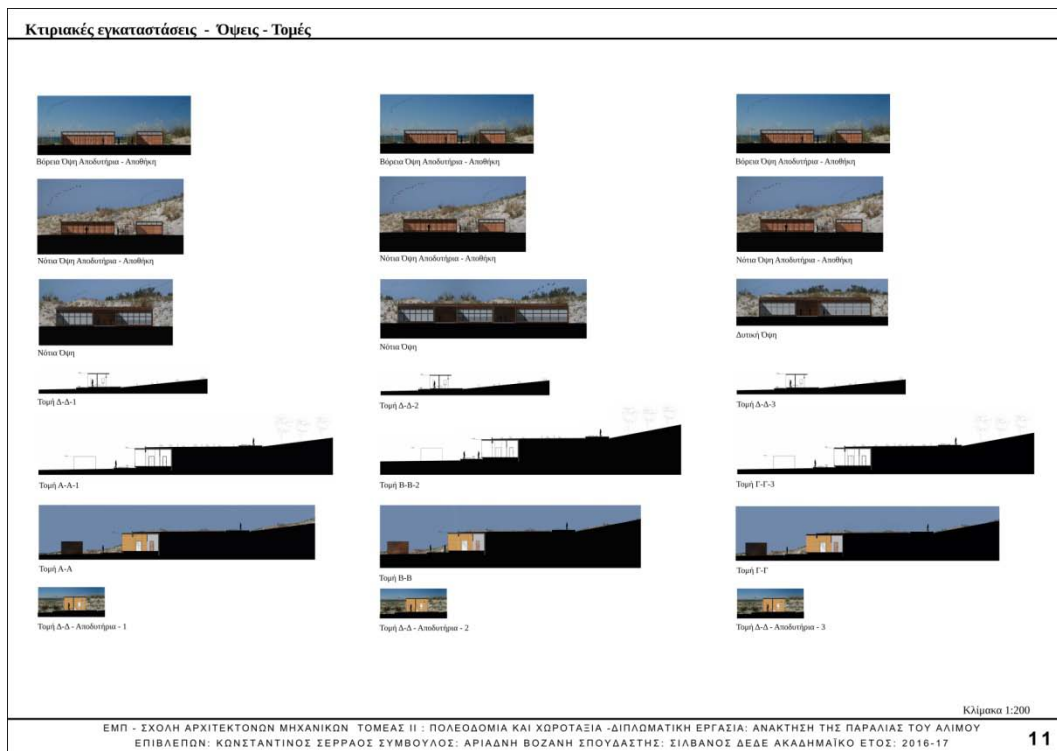 Κτιριακές εγκαταστάσεις - Όψεις - Τομές
Βόρεια Όψη Αποδυτήρια - Αποθήκη
Βόρεια Όψη Αποδυτήρια - Αποθήκη
Βόρεια Όψη Αποδυτήρια - Αποθήκη
Νότια Όψη Αποδυτήρια - Αποθήκη
Νότια Όψη Αποδυτήρια - Αποθήκη
Νότια Όψη Αποδυτήρια - Αποθήκη
Νότια Όψη
Νότια Όψη
Δυτική Όψη
Τομή Δ-Δ-1
Τομή Δ-Δ-2
Τομή Δ-Δ-3
Τομή Α-Α-1
Τομή Β-Β-2
Τομή Γ-Γ-3
Τομή Α-Α
Τομή Β-Β
Τομή Γ-Γ
Τομή Δ-Δ - Αποδυτήρια - 1
Τομή Δ-Δ - Αποδυτήρια - 2
Τομή Δ-Δ - Αποδυτήρια - 3
Κλίμακα 1:200
ΕΜΠ - ΣΧΟΛΗ ΑΡΧΙΤΕΚΤΟΝΩΝ ΜΗΧΑΝΙΚΩΝ ΤΟΜΕΑΣ ΙΙ : ΠΟΛΕΟΔΟΜΙΑ ΚΑΙ ΧΩΡΟΤΑΞΙΑ -ΔΙΠΛΩΜΑΤΙΚΗ ΕΡΓΑΣΙΑ: ΑΝΑΚΤΗΣΗ ΤΗΣ ΠΑΡΑΛΙΑΣ ΤΟΥ ΑΛΙΜΟΥ
ΕΠΙΒΛΕΠΩΝ: ΚΩΝΣΤΑΝΤΙΝΟΣ ΣΕΡΡΑΟΣ ΣΥΜΒΟΥΛΟΣ: ΑΡΙΑΔΝΗ ΒΟΖΑΝΗ ΣΠΟΥΔΑΣΤΗΣ: ΣΙΛΒΑΝΟΣ ΔΕΔΕ ΑΚΑΔΗΜΑΪΚΟ ΕΤΟΣ: 2016-17
11